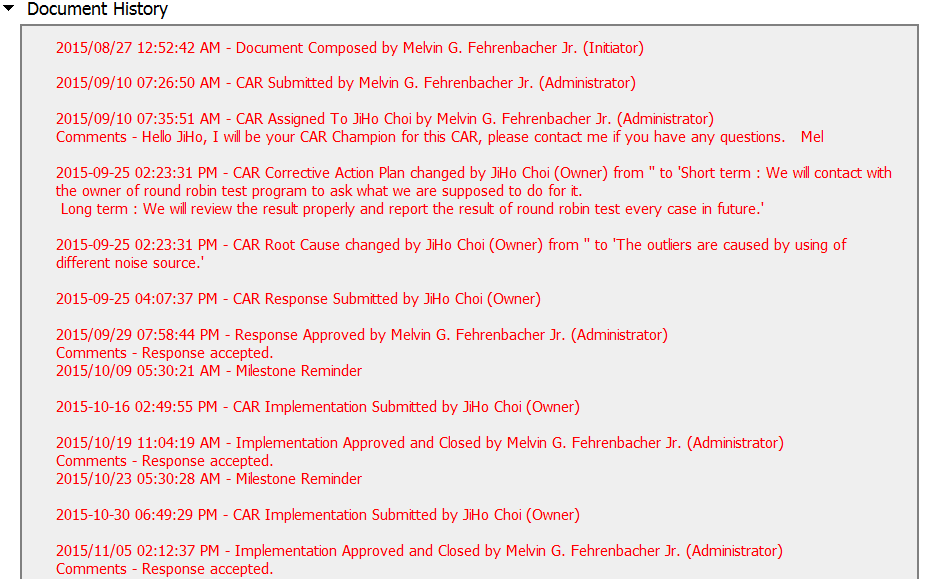 Document History
2015/08/27 12:52:42 AM - Document Composed by Melvin G. Fehrenbacher Jr. (Initiator)
2015/09/10 07:26:50 AM - CAR Submitted by Melvin G. Fehrenbacher Jr. (Administrator)
2015/09/10 07:35:51 AM - CAR Assigned To JiHo Choi by Melvin G. Fehrenbacher Jr. (Administrator)
Comments - Hello JiHo, I will be your CAR Champion for this CAR, please contact me if you have any questions.    Mel
2015-09-25 02:23:31 PM - CAR Corrective Action Plan changed by JiHo Choi (Owner) from '' to 'Short term : We will contact with
the owner of round robin test program to ask what we are supposed to do for it.
Long term : We will review the result properly and report the result of round robin test every case in future.'
2015-09-25 02:23:31 PM - CAR Root Cause changed by JiHo Choi (Owner) from '' to 'The outliers are caused by using of
different noise source.'
2015-09-25 04:07:37 PM - CAR Response Submitted by JiHo Choi (Owner)
2015/09/29 07:58:44 PM - Response Approved by Melvin G. Fehrenbacher Jr. (Administrator)
Comments - Response accepted.
2015/10/09 05:30:21 AM - Milestone Reminder
2015-10-16 02:49:55 PM - CAR Implementation Submitted by JiHo Choi (Owner)
2015/10/19 11:04:19 AM - Implementation Approved and Closed by Melvin G. Fehrenbacher Jr. (Administrator)
Comments - Response accepted.
2015/10/23 05:30:28 AM - Milestone Reminder
2015-10-30 06:49:29 PM - CAR Implementation Submitted by JiHo Choi (Owner)
2015/11/05 02:12:37 PM - Implementation Approved and Closed by Melvin G. Fehrenbacher Jr. (Administrator)
Comments - Response accepted.